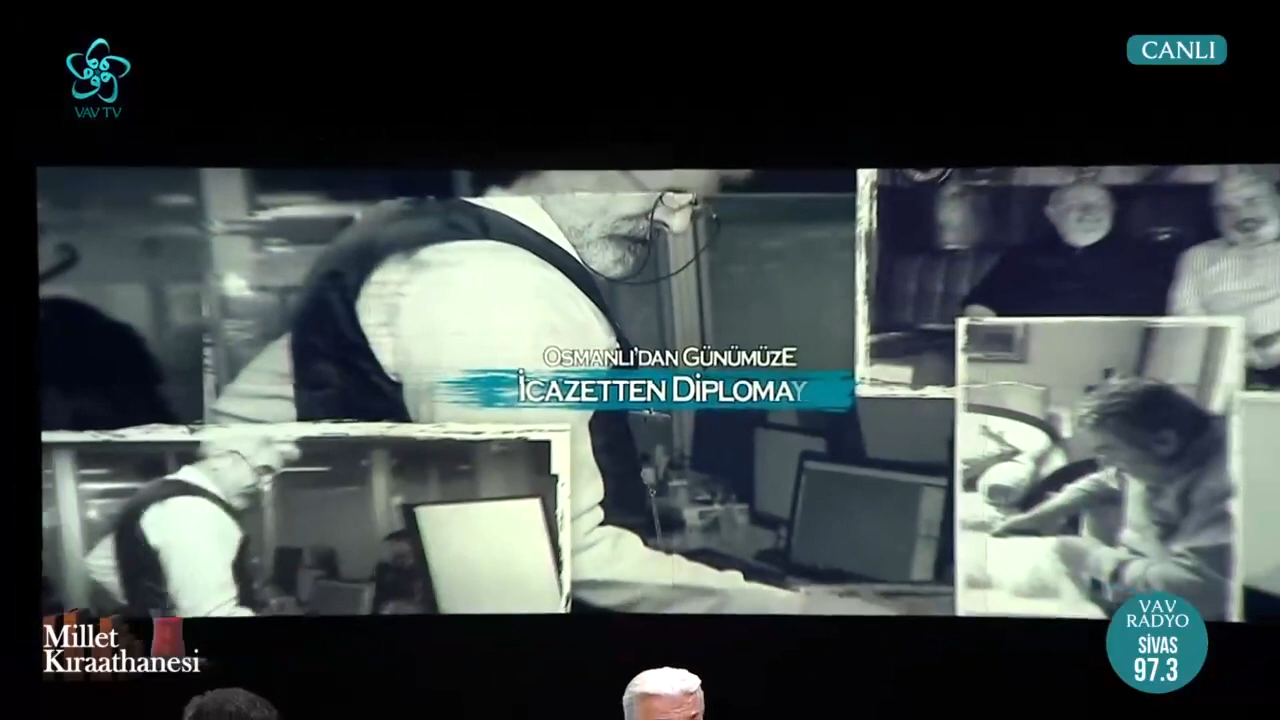 VAV TV
CANLI
OSMANLI'DAN GÜNÜMÜZE
İCAZETTEN DİPLOMAY
Millet
Kıraathanesi
VAV
RADYO
SİVAS
97.3